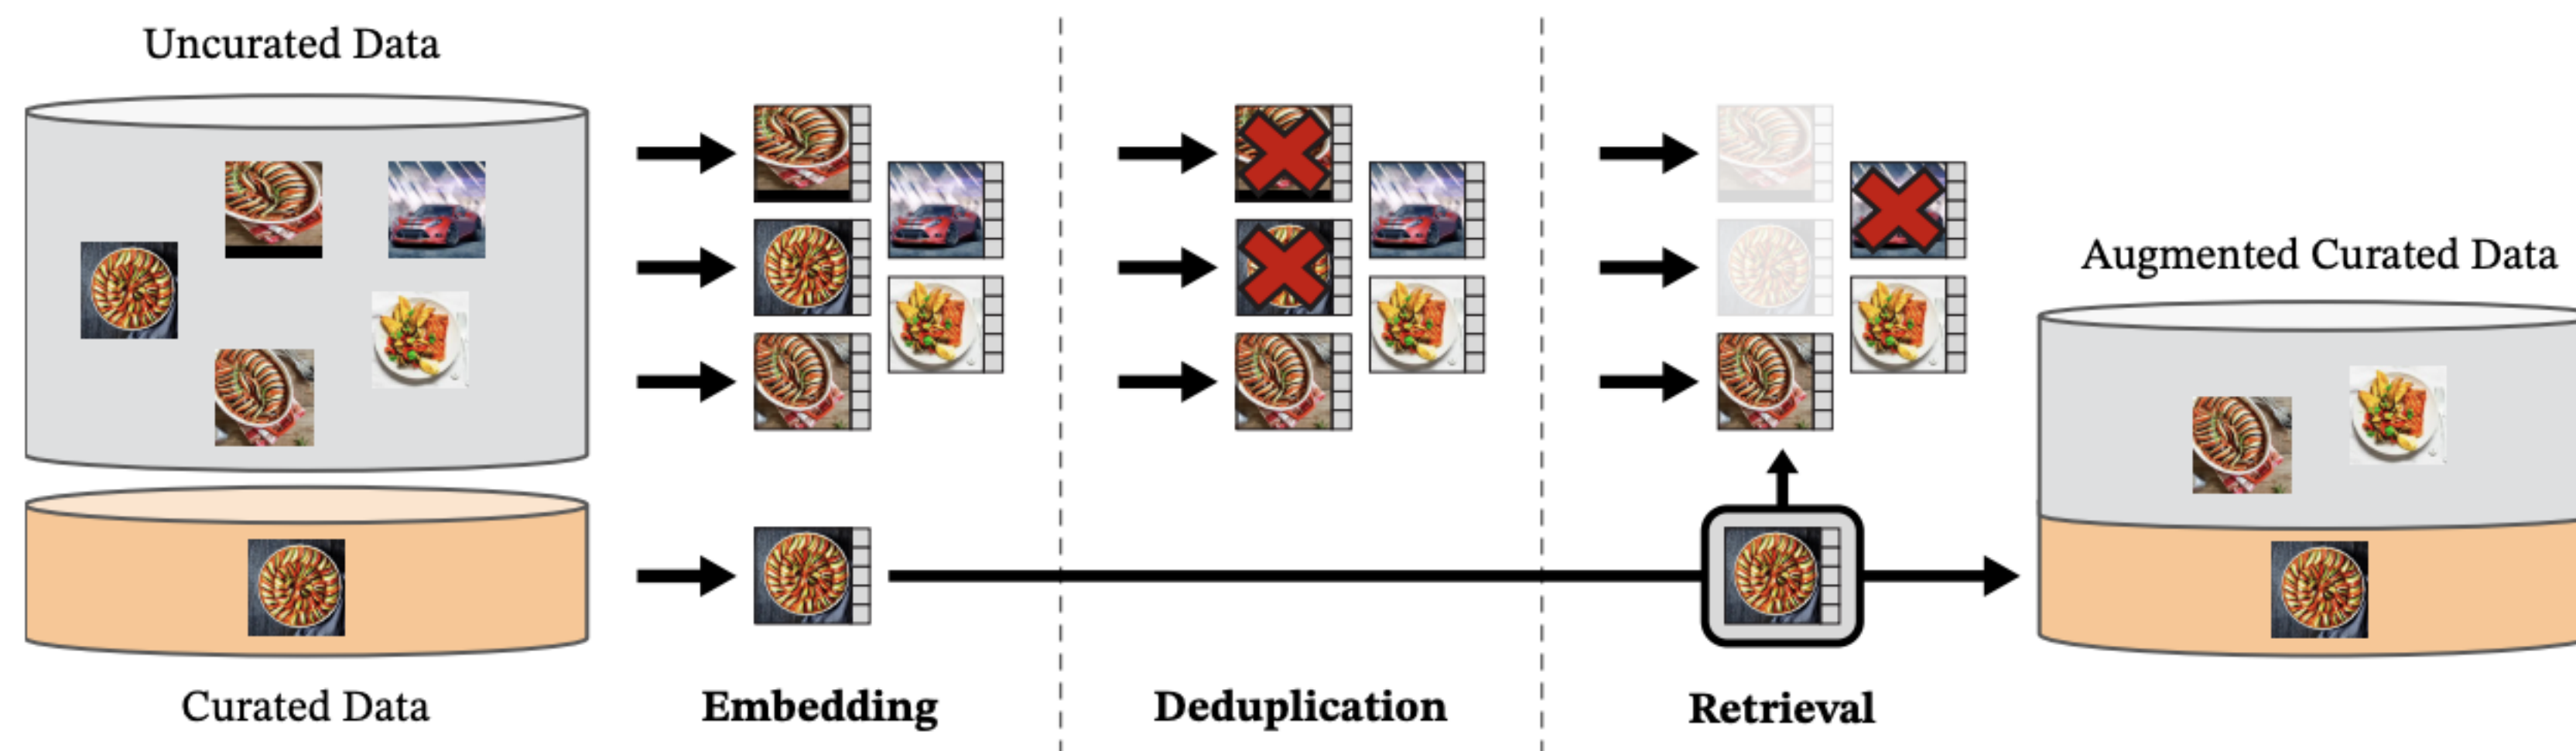 Uncurated Data
Augmented Curated Data
Curated Data
Embedding
Deduplication
Retrieval